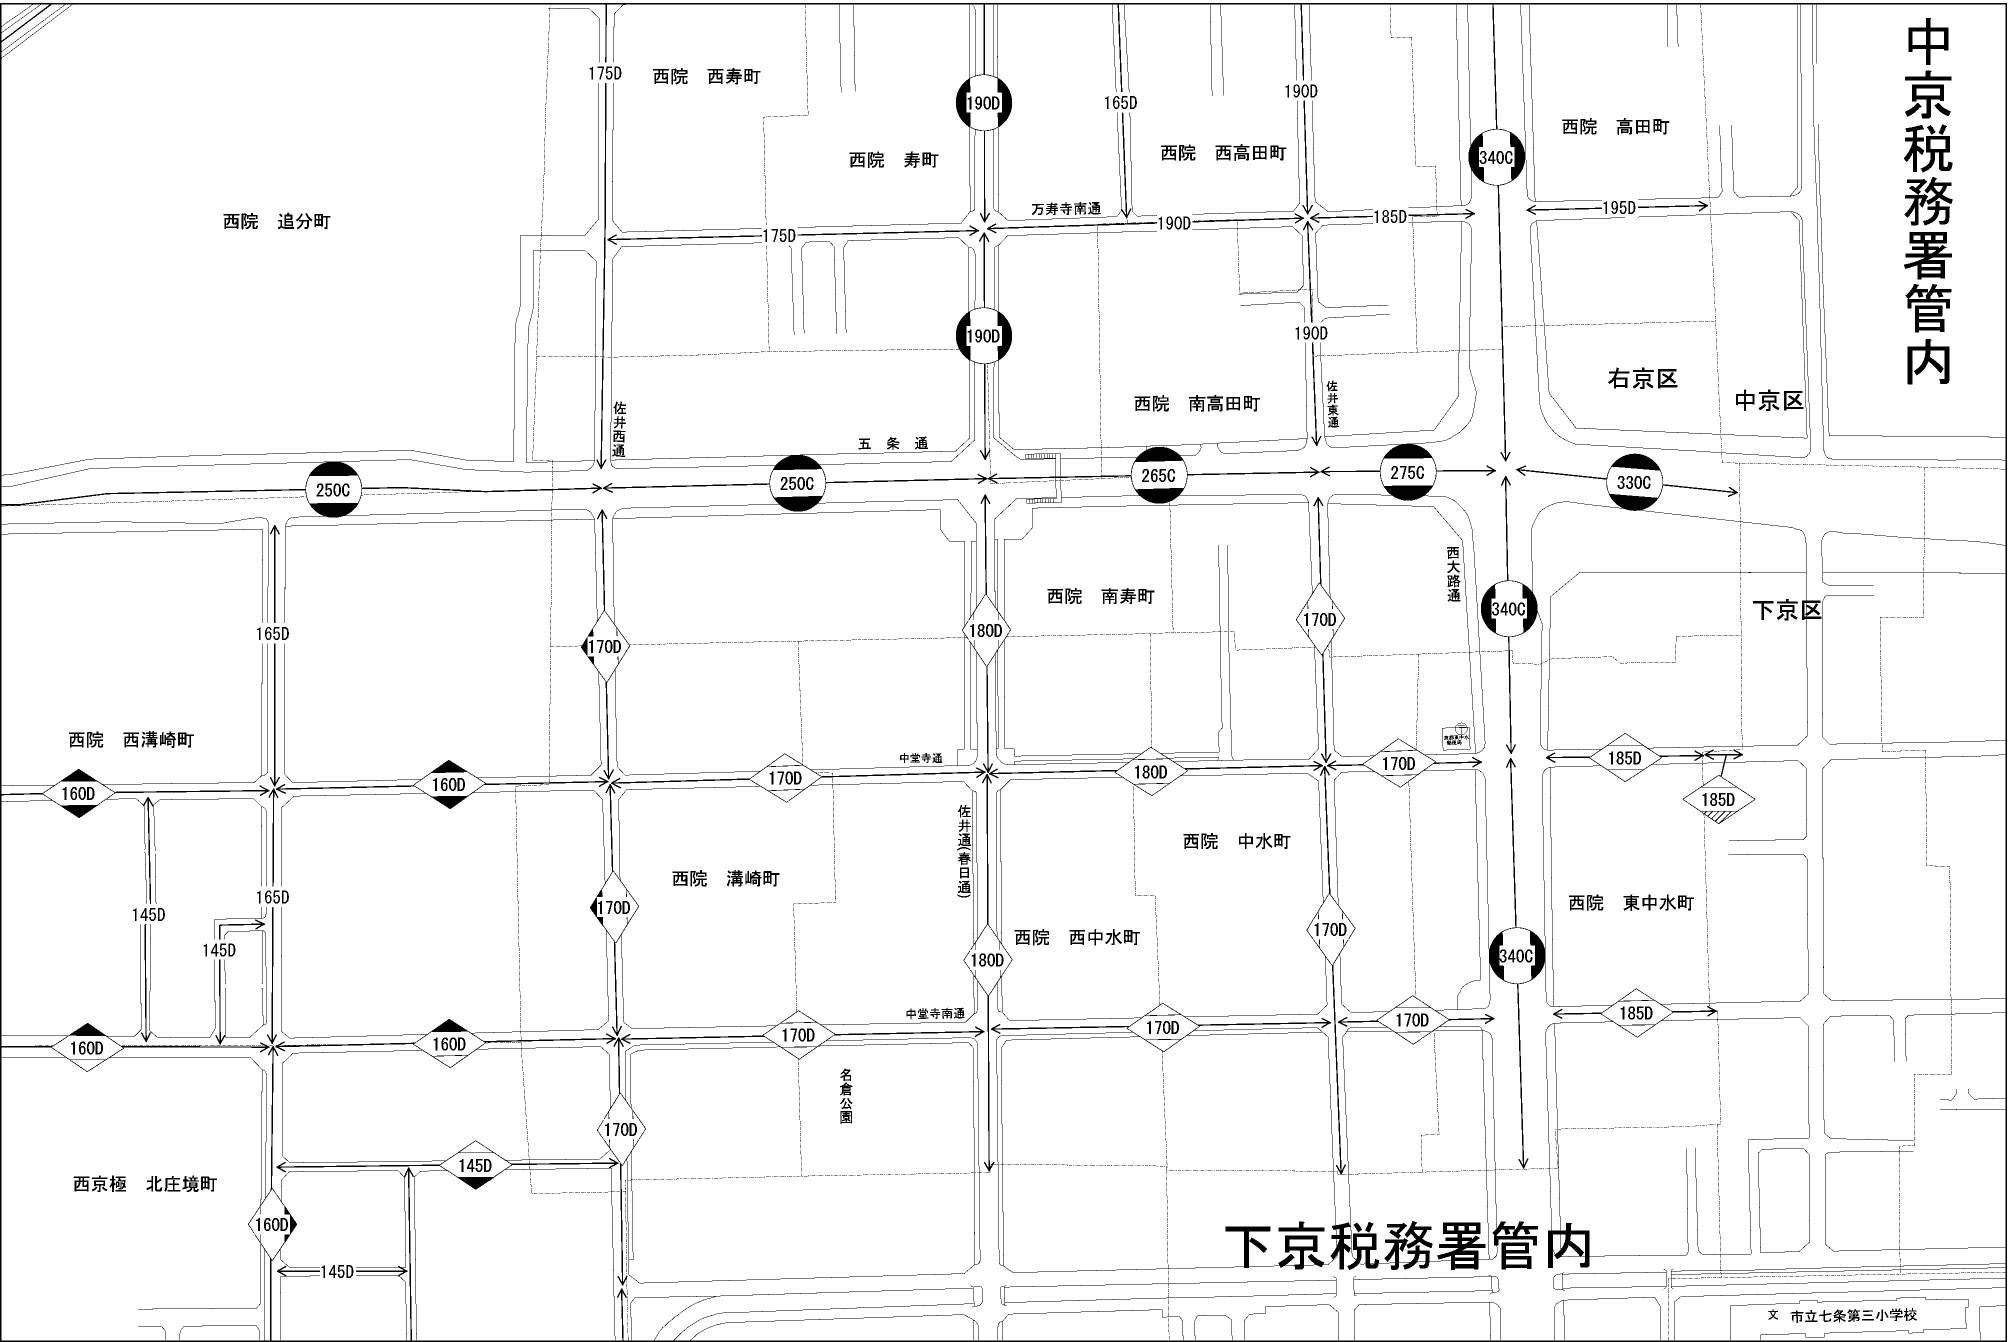 中京税務署管内
175D
西院　西寿町
190D
165D
190D
西院　高田町
西院　寿町
西院　西高田町
340C
西院　追分町
万寿寺南通
175D
190D
185D
195D
190D
190D
右京区
中京区
佐井西通
西院　南高田町
佐井東通
五条通
250C
250C
265C
275C
330C
165D
170D
180D
西院　南寿町
170D
西大路通
340C
下京区
西院　西溝崎町
160D
160D
170D
中堂寺通
180D
170D
185D
185D
145D
165D
145D
170D
西院　溝崎町
佐井通(春日通)
180D
西院　中水町
西院　西中水町
170D
340C
西院　東中水町
160D
160D
170D
中堂寺南通
170D
170D
185D
170D
名倉公園
145D
西京極　北庄境町
160D
145D
下京税務署管内
文　市立七条第三小学校